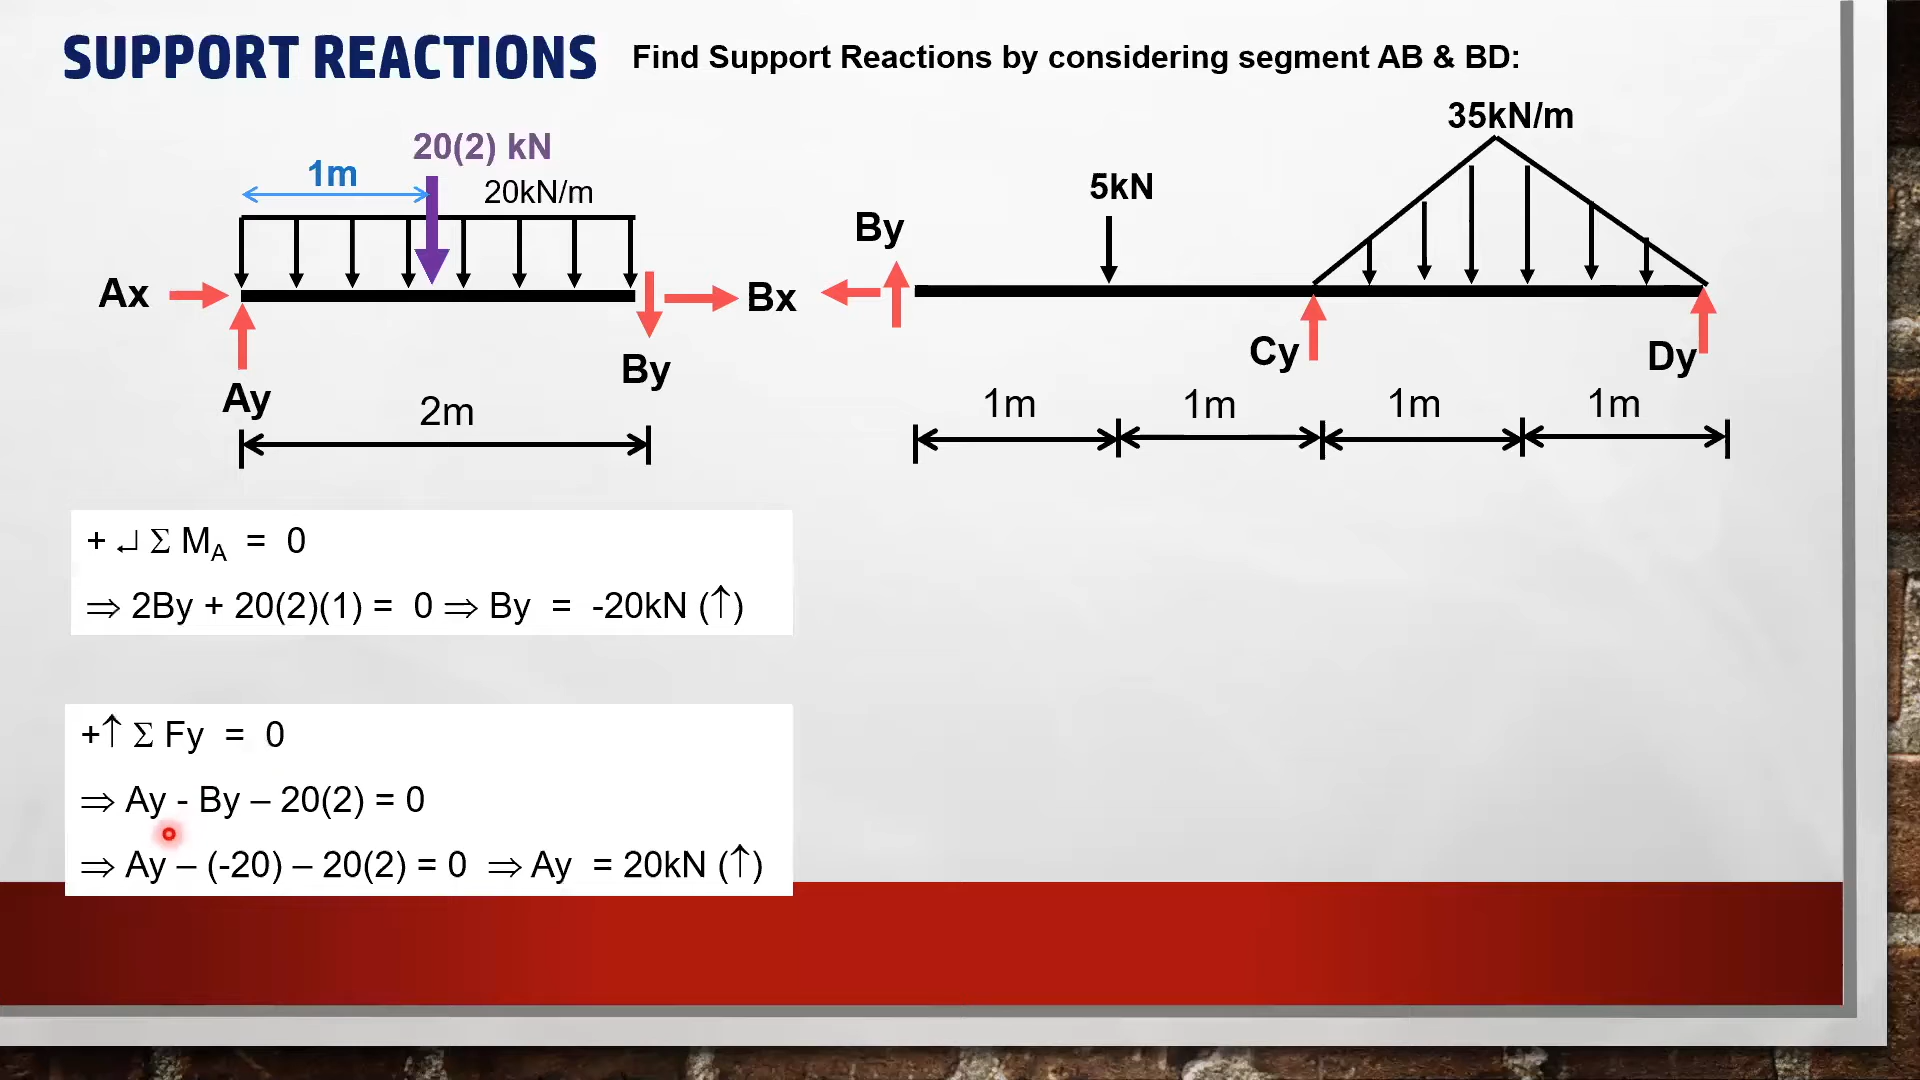 SUPPORT REACTIONS
Find Support Reactions by considering segment AB & BD:
20(2) kN
1m
20kN/m
Ax
Ay
Bx
By
2m
35kN/m
5kN
By
Cy
Dy
1m
1m
1m
1m
+ ↵ Σ MA = 0
⇒ 2By + 20(2)(1) = 0 ⇒ By = -20kN (↑)
+↑ Σ Fy = 0
⇒ Ay - By – 20(2) = 0
⇒ Ay – (-20) – 20(2) = 0 ⇒ Ay = 20kN (↑)